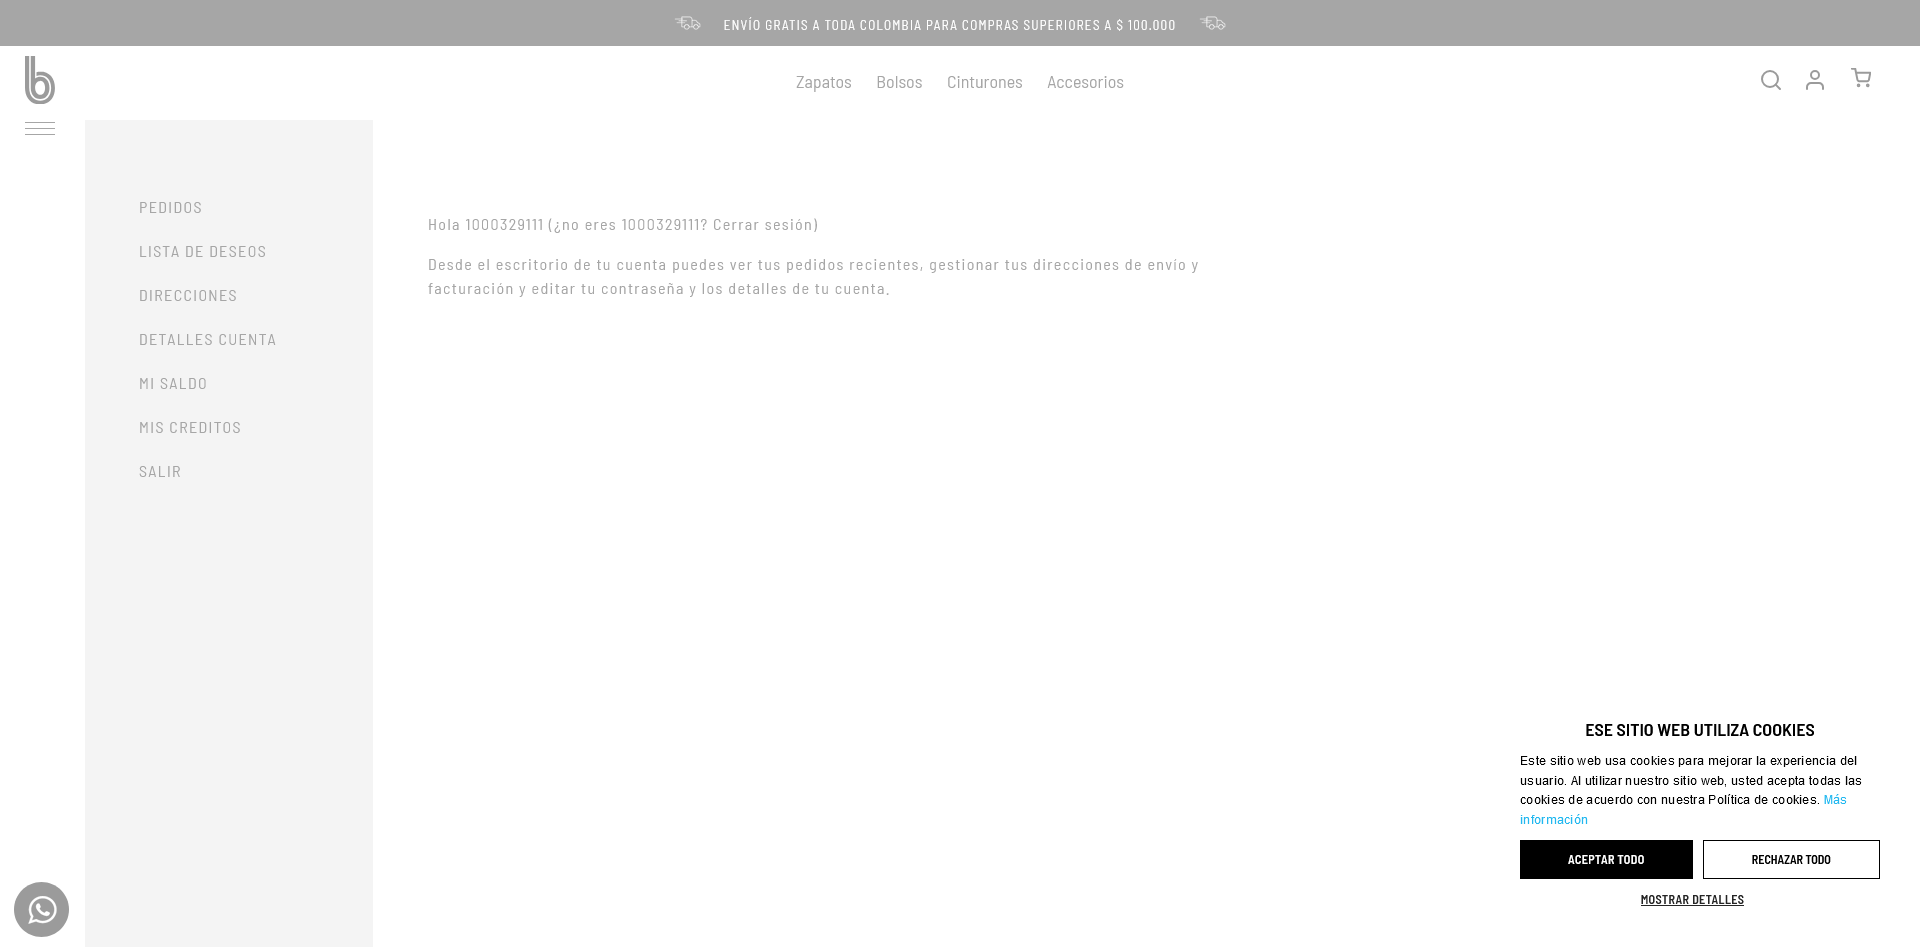 ENVÍO GRATIS A TODA COLOMBIA PARA COMPRAS SUPERIORES A $ 100.000
b
Zapatos Bolsos Cinturones Accesorios
PEDIDOS
LISTA DE DESEOS
DIRECCIONES
DETALLES CUENTA
MI SALDO
MIS CREDITOS
SALIR
Hola 1000329111 (¿no eres 1000329111? Cerrar sesión)
Desde el escritorio de tu cuenta puedes ver tus pedidos recientes, gestionar tus direcciones de envío y
facturación y editar tu contraseña y los detalles de tu cuenta.
ESE SITIO WEB UTILIZA COOKIES
Este sitio web usa cookies para mejorar la experiencia del
usuario. Al utilizar nuestro sitio web, usted acepta todas las
cookies de acuerdo con nuestra Política de cookies. Más
información
ACEPTAR TODO
RECHAZAR TODO
MOSTRAR DETALLES